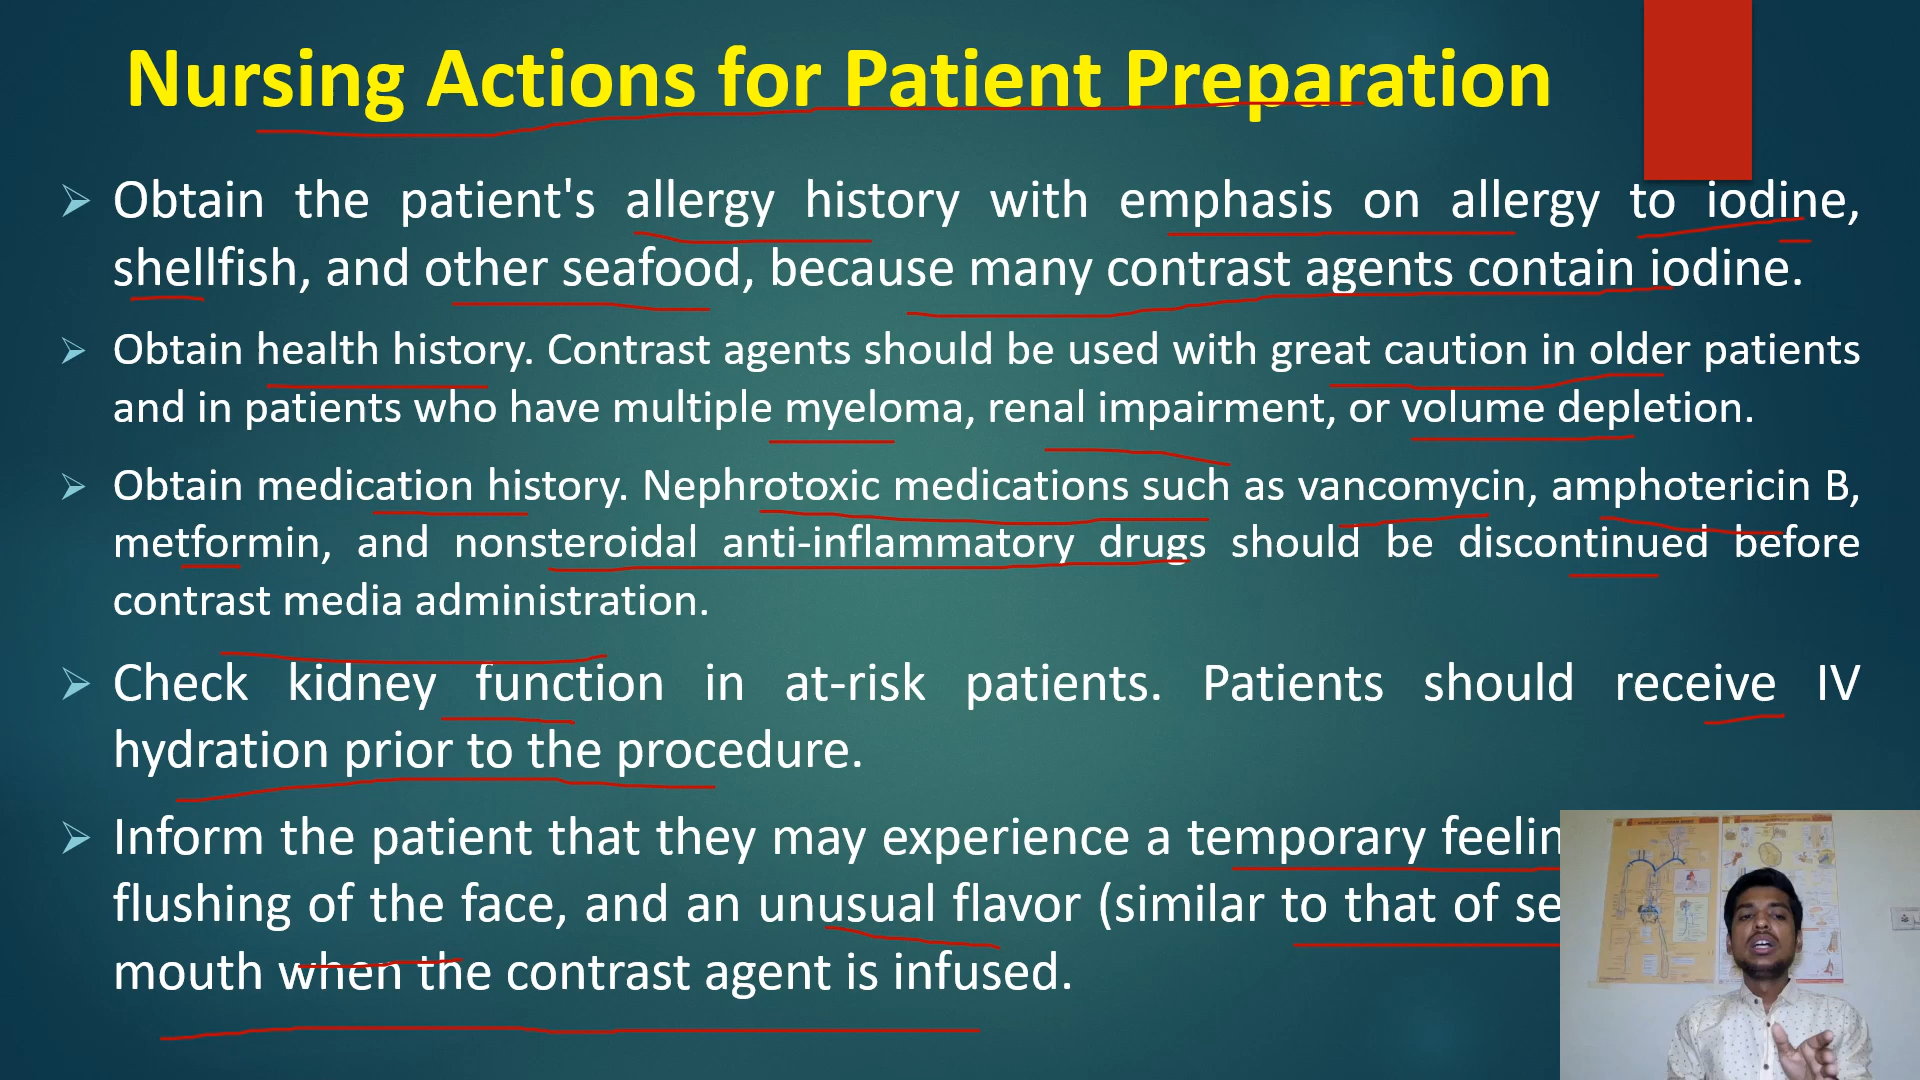 Nursing Actions for Patient Preparation
Obtain the patient's allergy history with emphasis on allergy to iodine,
shellfish, and other seafood, because many contrast agents contain iodine.
Obtain health history. Contrast agents should be used with great caution in older patients
and in patients who have multiple myeloma, renal impairment, or volume depletion.
Obtain medication history. Nephrotoxic medications such as vancomycin, amphotericin B,
metformin, and nonsteroidal anti-inflammatory drugs should be discontinued before
contrast media administration.
Check kidney function in at-risk patients. Patients should receive IV
hydration prior to the procedure.
Inform the patient that they may experience a temporary feelin
flushing of the face, and an unusual flavor (similar to that of se
mouth when the contrast agent is infused.